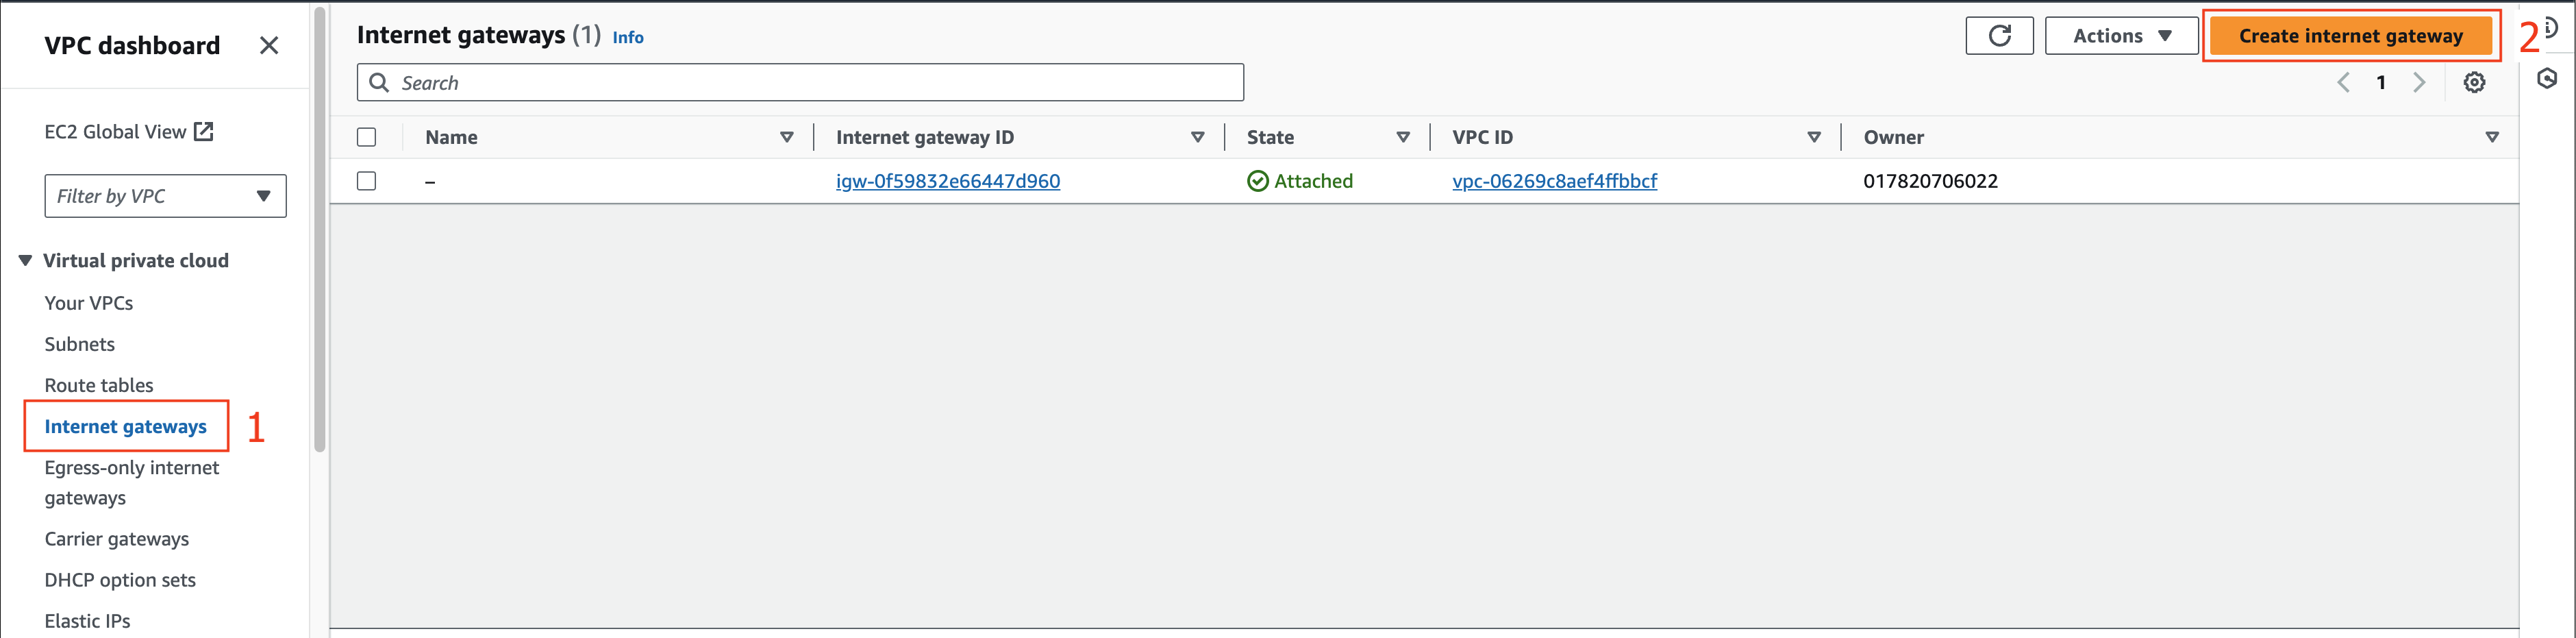 VPC dashboard
EC2 Global View
Filter by VPC
Virtual private cloud
Your VPCs
Subnets
Route tables
Internet gateways 1
Egress-only internet
gateways
Carrier gateways
DHCP option sets
Elastic IPs
Internet gateways (1) Info
Actions
Create internet gateway 2
Search
1
Name Internet gateway ID State VPC ID Owner
– igw-0f59832e66447d960 Attached vpc-06269c8aef4ffbbcf 017820706022